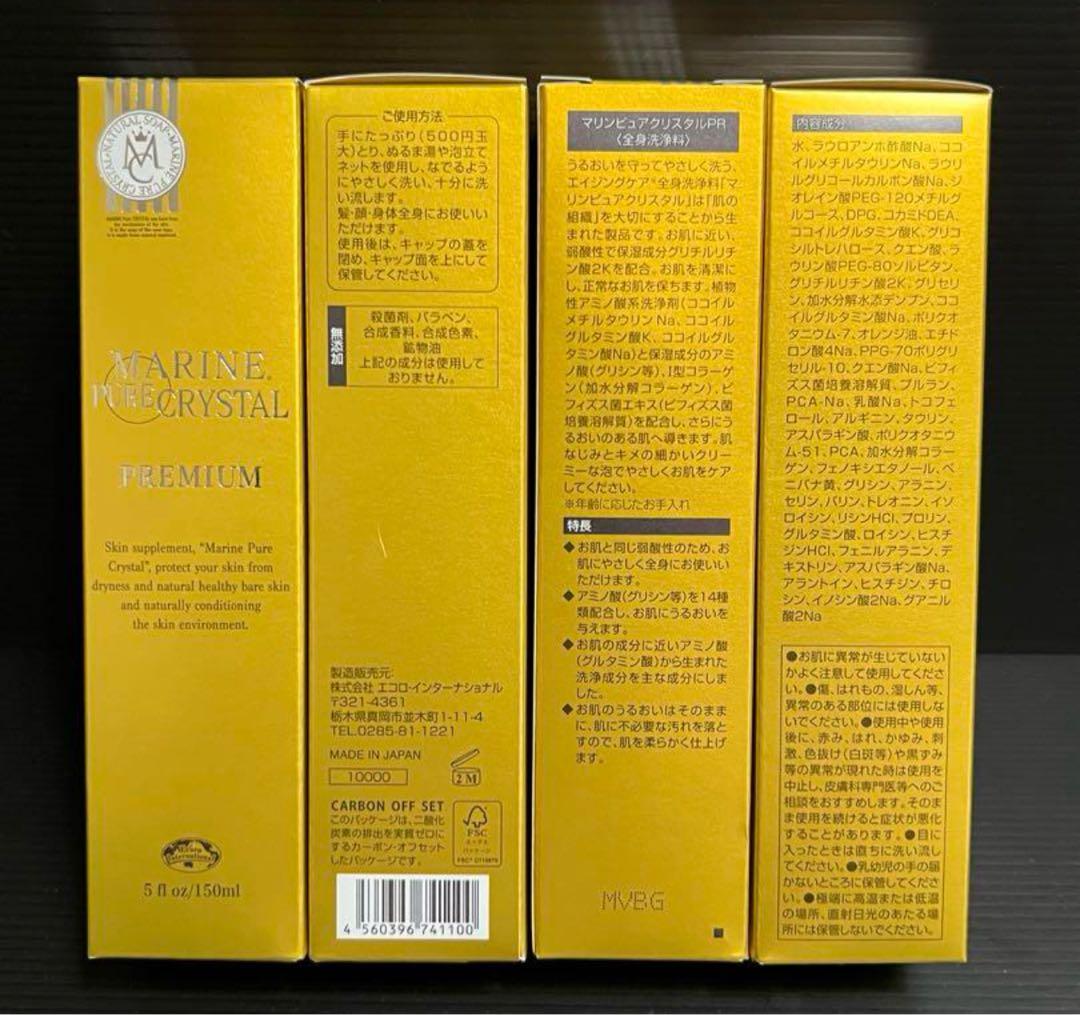 NATURAL SOAP・MARINE PURE CRYSTAL
MARINE
PURE CRYSTAL
PREMIUM
Skin supplement, "Marine Pure
Crystal", protect your skin from
dryness and natural healthy bare skin
and naturally conditioning
the skin environment.
5 fl oz/150ml
ご使用方法
手にたっぷり(500円玉
大)とり、ぬるま湯や泡立て
ネットを使用し、なでるよう
にやさしく洗い、十分に洗
い流します。
髪・顔・身体全身にお使いい
ただけます。
使用後は、キャップの蓋を
閉め、キャップ面を上にして
保管してください。
無添加
殺菌剤、パラベン、
合成香料、合成色素、
鉱物油
上記の成分は使用して
おりません。
製造販売元:
株式会社 エコロ・インターナショナル
〒321-4361
栃木県真岡市並木町1-11-4
TEL.0285-81-1221
MADE IN JAPAN
10000
2M
CARBON OFF SET
このパッケージは、二酸化
炭素の排出を実質ゼロに
するカーボン・オフセット
したパッケージです。
FSC
4 560396 741100
マリンピュアクリスタルPR
〈全身洗浄料〉
うるおいを守ってやさしく洗う、
エイジングケア※全身洗浄料「マ
リンピュアクリスタル」は「肌の
組織」を大切にすることから生
まれた製品です。お肌に近い、
弱酸性で保湿成分グリチルリチ
ン酸2Kを配合。お肌を清潔に
し、正常なお肌を保ちます。植物
性アミノ酸系洗浄剤(ココイル
メチルタウリンNa、ココイル
グルタミン酸K、ココイルグル
タミン酸Na)と保湿成分のアミ
ノ酸(グリシン等)、Ⅰ型コラーゲ
ン(加水分解コラーゲン)、ビ
フィズス菌エキス(ビフィズス菌
培養溶解質)を配合し、さらにう
るおいのある肌へ導きます。肌
なじみとキメの細かいクリー
ミーな泡でやさしくお肌をケア
してください。
※年齢に応じたお手入れ
特長
◆お肌と同じ弱酸性のため、お
肌にやさしく全身にお使いい
ただけます。
◆アミノ酸(グリシン等)を14種
類配合し、お肌にうるおいを
与えます。
◆お肌の成分に近いアミノ酸
(グルタミン酸)から生まれた
洗浄成分を主な成分にしま
した。
◆お肌のうるおいはそのまま
に、肌に不必要な汚れを落と
すので、肌を柔らかく仕上げ
ます。
MVBG
内容成分
水、ラウロアンホ酢酸Na、ココ
イルメチルタウリンNa、ラウリ
ルグリコールカルボン酸Na、ジ
オレイン酸PEG-120メチルグ
ルコース、DPG、コカミドDEA、
ココイルグルタミン酸K、グリコ
シルトレハロース、クエン酸、ラ
ウリン酸PEG-80ソルビタン、
グリチルリチン酸2K、グリセリ
ン、加水分解水添デンプン、ココ
イルグルタミン酸Na、ポリクオ
タニウム-7、オレンジ油、エチド
ロン酸4Na、PPG-70ポリグリ
セリル-10、クエン酸Na、ビフィ
ズス菌培養溶解質、プルラン、
PCA-Na、乳酸Na、トコフェ
ロール、アルギニン、タウリン、
アスパラギン酸、ポリクオタニウ
ム-51、PCA、加水分解コラー
ゲン、フェノキシエタノール、ベ
ニバナ黄、グリシン、アラニン、
セリン、バリン、トレオニン、イソ
ロイシン、リシンHCl、プロリン、
グルタミン酸、ロイシン、ヒスチ
ジンHCl、フェニルアラニン、デ
キストリン、アスパラギン酸Na、
アラントイン、ヒスチジン、チロ
シン、イノシン酸2Na、グアニル
酸2Na
●お肌に異常が生じていない
かよく注意して使用してくださ
い。●傷、はれもの、湿しん等、
異常のある部位には使用しな
いでください。●使用中や使用
後に、赤み、はれ、かゆみ、刺
激、色抜け(白斑等)や黒ずみ
等の異常が現れた時は使用を
中止し、皮膚科専門医等へのご
相談をおすすめします。そのま
ま使用を続けると症状が悪化
することがあります。●目に
入ったときは直ちに洗い流し
てください。●乳幼児の手の届
かないところに保管してくださ
い。●極端に高温または低温
の場所、直射日光のあたる場
所には保管しないでください。